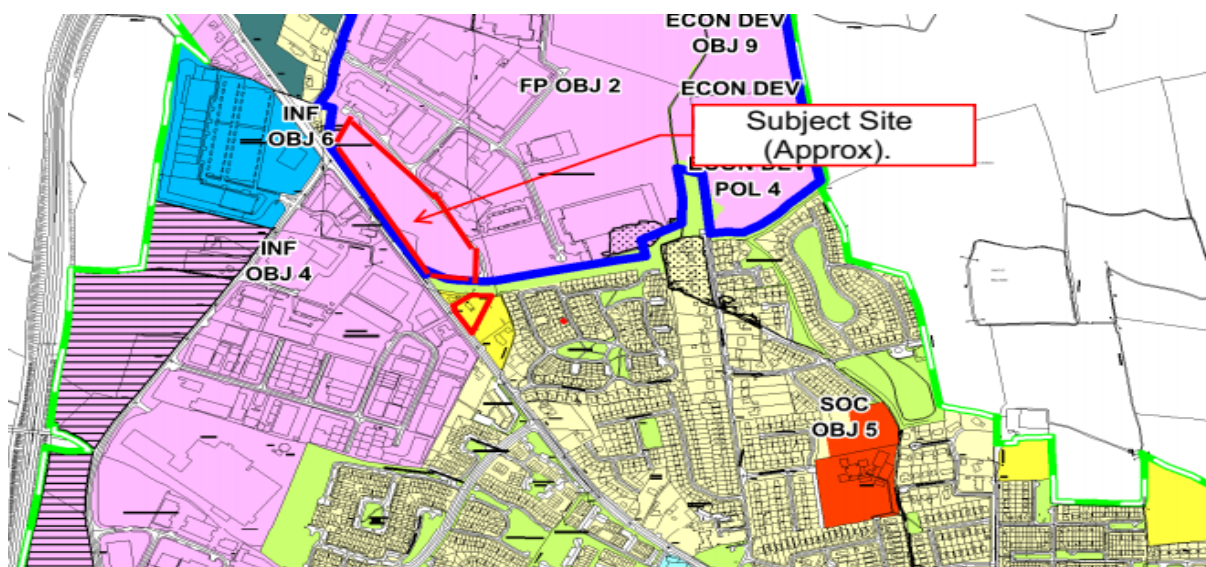 ECON DEV
OBJ 9
FP OBJ 2
ECON DEV
Subject Site
(Approx).
INF
OBJ 6
ECON DEV
POL 4
INF
OBJ 4
SOC
OBJ 5